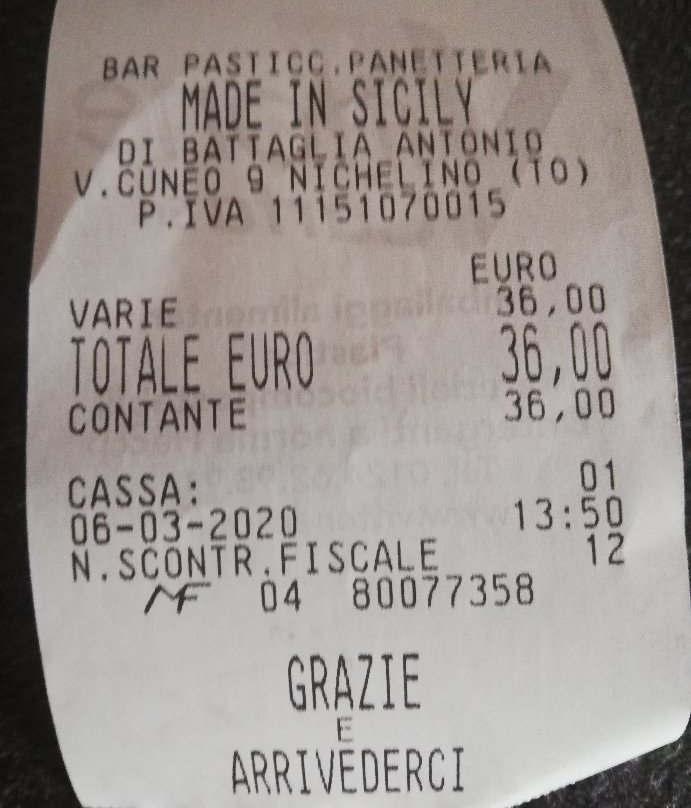 BAR PASTICC.PANETTERIA
MADE IN SICILY
DI BATTAGLIA ANTONIO
V.CUNEO 9 NICHELINO (TO)
P.IVA 11151070015
EURO
VARIE 36,00
TOTALE EURO 36,00
CONTANTE 36,00
CASSA: 01
06-03-2020 13:50
N.SCONTR.FISCALE 12
MF 04 80077358
GRAZIE
E
ARRIVEDERCI